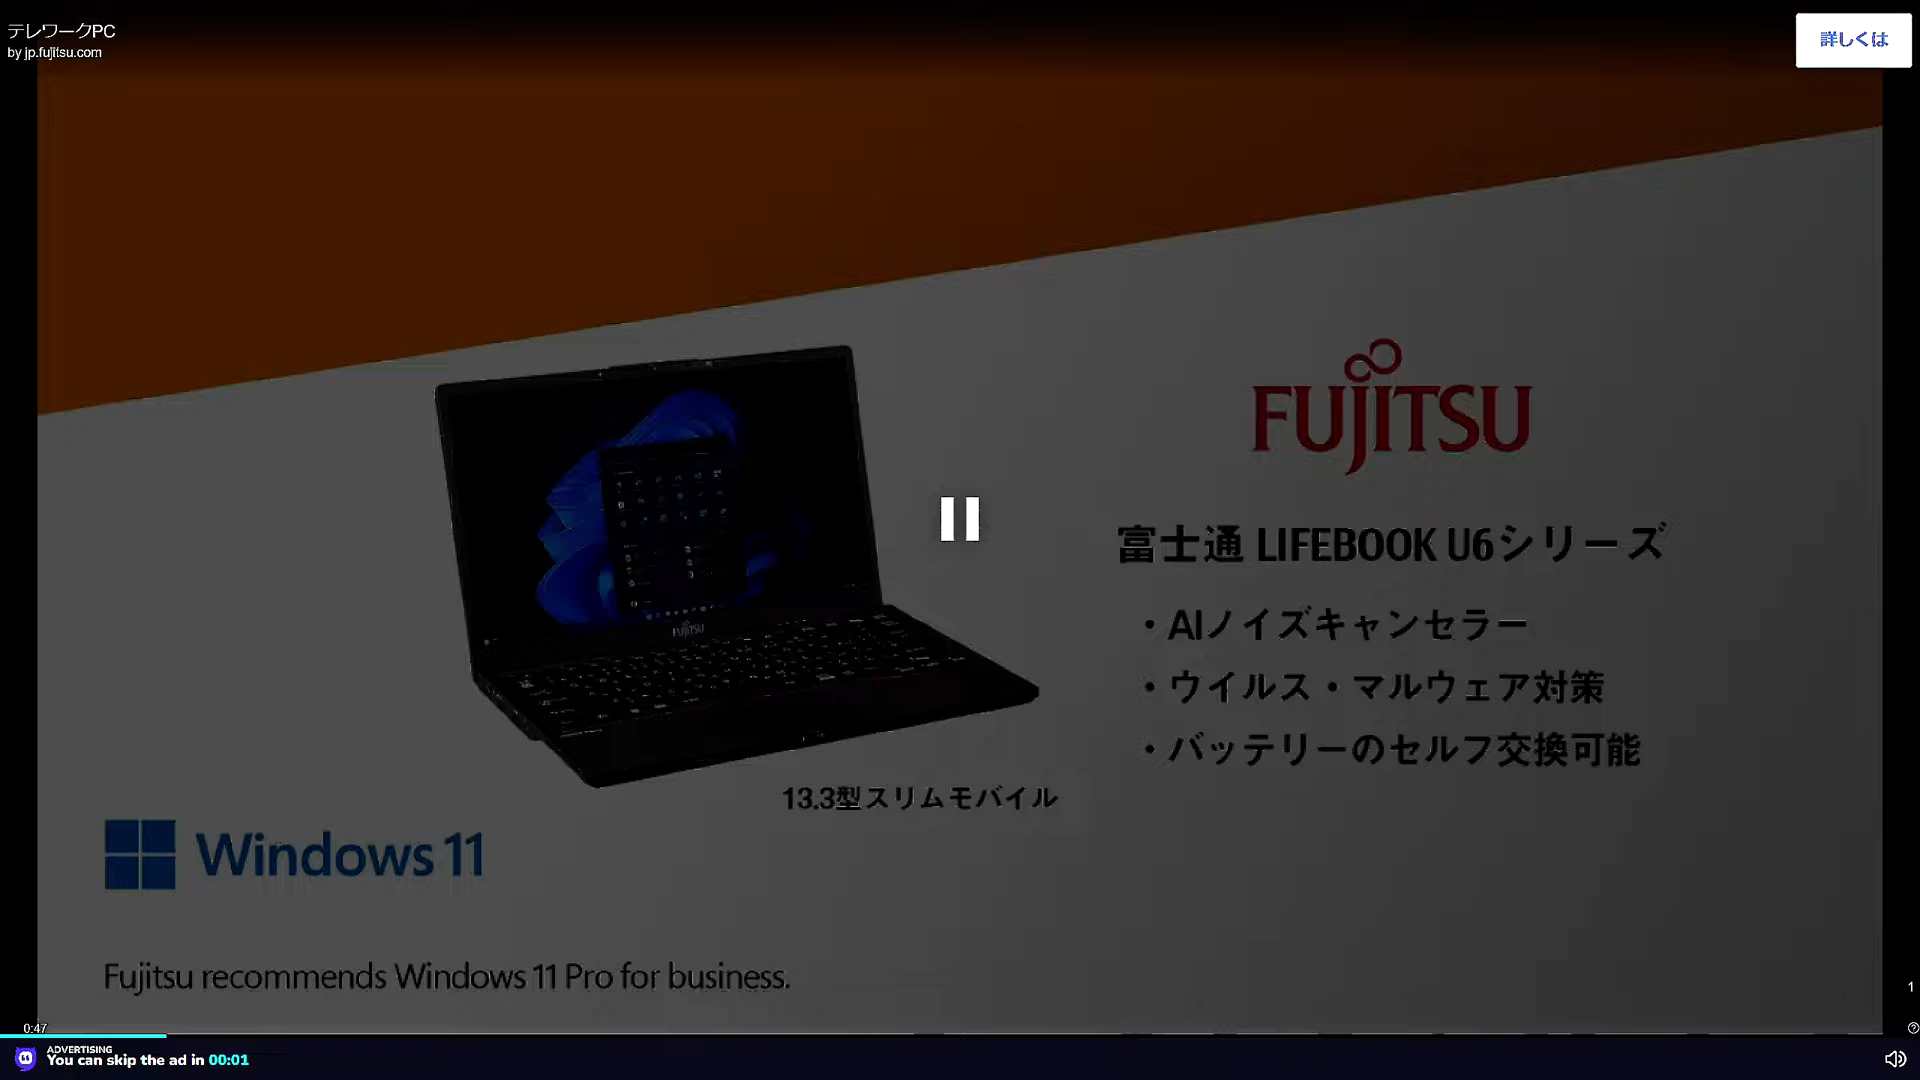 テレワークPC
by jp.fujitsu.com
詳しくは
FUJITSU
富士通 LIFEBOOK U6シリーズ
・AIノイズキャンセラー
・ウイルス・マルウェア対策
・バッテリーのセルフ交換可能
FUJITSU
13.3型スリムモバイル
Windows 11
Fujitsu recommends Windows 11 Pro for business.
1
0:47
ADVERTISING
You can skip the ad in 00:01